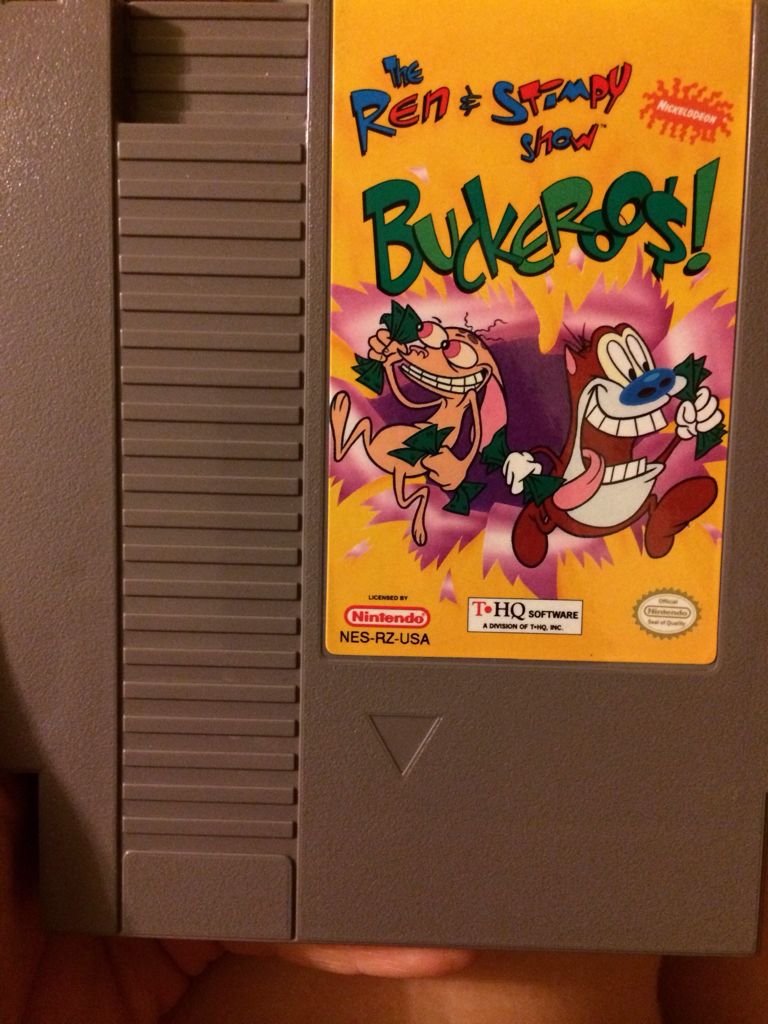 The
Ren & Stimpy
Show™
Nickelodeon
Buckeroo$!
LICENSED BY
Nintendo®
NES-RZ-USA
T•HQ SOFTWARE
A DIVISION OF T•HQ, INC.
Official
Nintendo
Seal of Quality